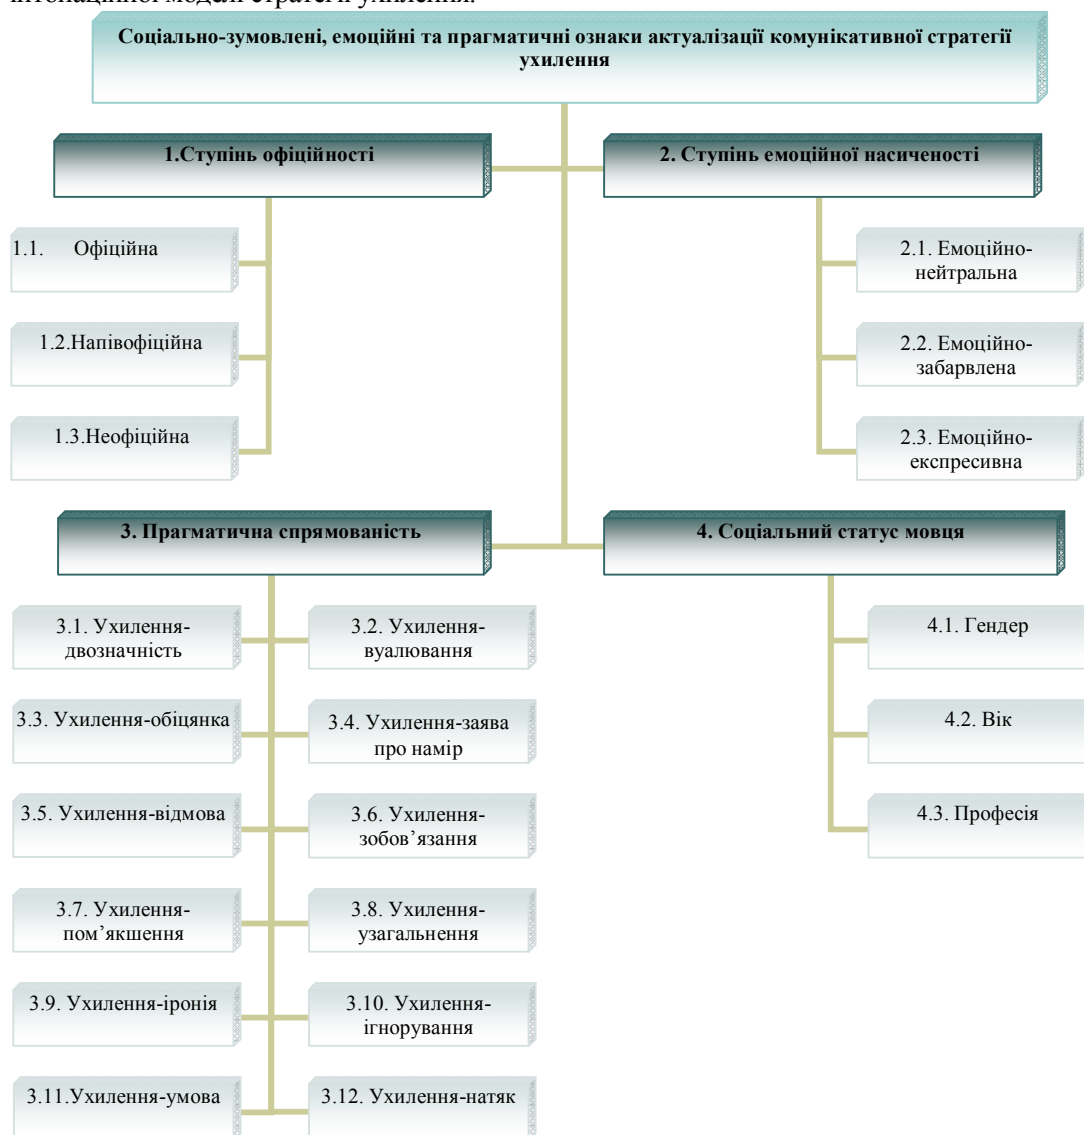 інтонаційної моделі стратегії ухилення.
Соціально-зумовлені, емоційні та прагматичні ознаки актуалізації комунікативної стратегії
ухилення
1.Ступінь офіційності
2. Ступінь емоційної насиченості
1.1. Офіційна
1.2.Напівофіційна
1.3.Неофіційна
2.1. Емоційно-
нейтральна
2.2. Емоційно-
забарвлена
2.3. Емоційно-
експресивна
3. Прагматична спрямованість
4. Соціальний статус мовця
3.1. Ухилення-
двозначність
3.2. Ухилення-
вуалювання
3.3. Ухилення-обіцянка
3.4. Ухилення-заява
про намір
3.5. Ухилення-відмова
3.6. Ухилення-
зобов’язання
3.7. Ухилення-
пом’якшення
3.8. Ухилення-
узагальнення
3.9. Ухилення-іронія
3.10. Ухилення-
ігнорування
3.11.Ухилення-умова
3.12. Ухилення-натяк
4.1. Гендер
4.2. Вік
4.3. Професія